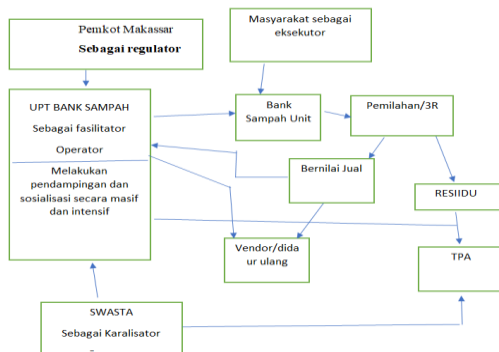 Pemkot Makassar
Sebagai regulator
Masyarakat sebagai
eksekutor
UPT BANK SAMPAH
Sebagai fasilitator
Operator
Melakukan
pendampingan dan
sosialisasi secara masif
dan intensif
Bank
Sampah Unit
Pemilahan/3R
Bernilai Jual
RESIIDU
Vendor/dida
ur ulang
TPA
SWASTA
Sebagai Karalisator